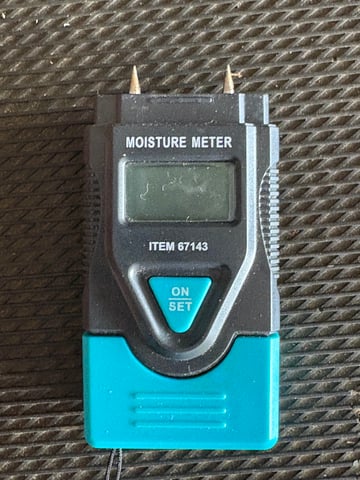 MOISTURE METER
ITEM 67143
ON
SET